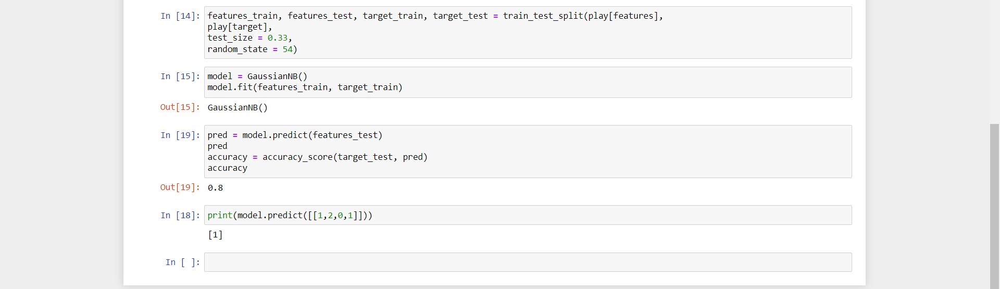 In [14]: features_train, features_test, target_train, target_test = train_test_split(play[features],
play[target],
test_size = 0.33,
random_state = 54)
In [15]: model = GaussianNB()
model.fit(features_train, target_train)
Out[15]: GaussianNB()
In [19]: pred = model.predict(features_test)
pred
accuracy = accuracy_score(target_test, pred)
accuracy
Out[19]: 0.8
In [18]: print(model.predict([[1,2,0,1]]))
[1]
In [ ]: